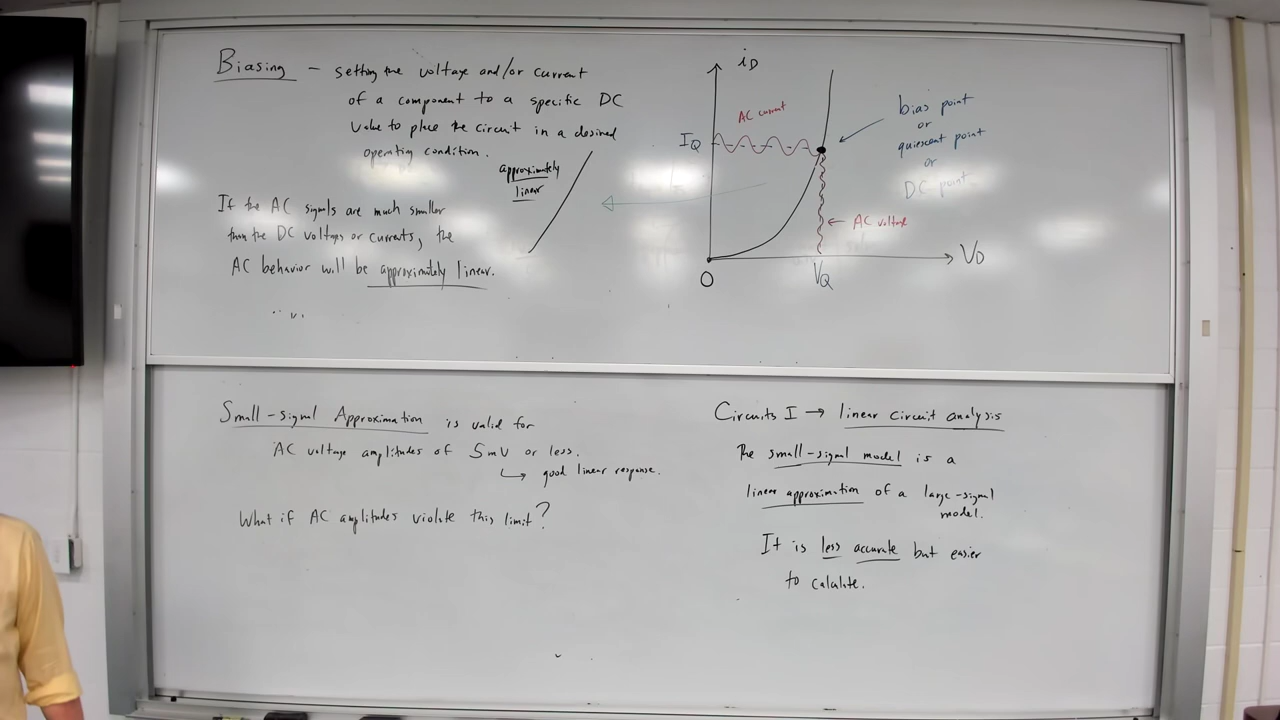 Biasing - setting the voltage and/or current
of a component to a specific DC
value to place the circuit in a desired
operating condition.
approximately
linear
If the AC signals are much smaller
than the DC voltages or currents, the
AC behavior will be approximately linear.
iD
AC current
IQ
bias point
or
quiescent point
or
DC point
← AC voltage
VD
0
VQ
Small-signal Approximation is valid for
AC voltage amplitudes of 5mV or less.
↳ good linear response.
What if AC amplitudes violate this limit?
Circuits I → linear circuit analysis
The small-signal model is a
linear approximation of a large-signal
model.
It is less accurate but easier
to calculate.